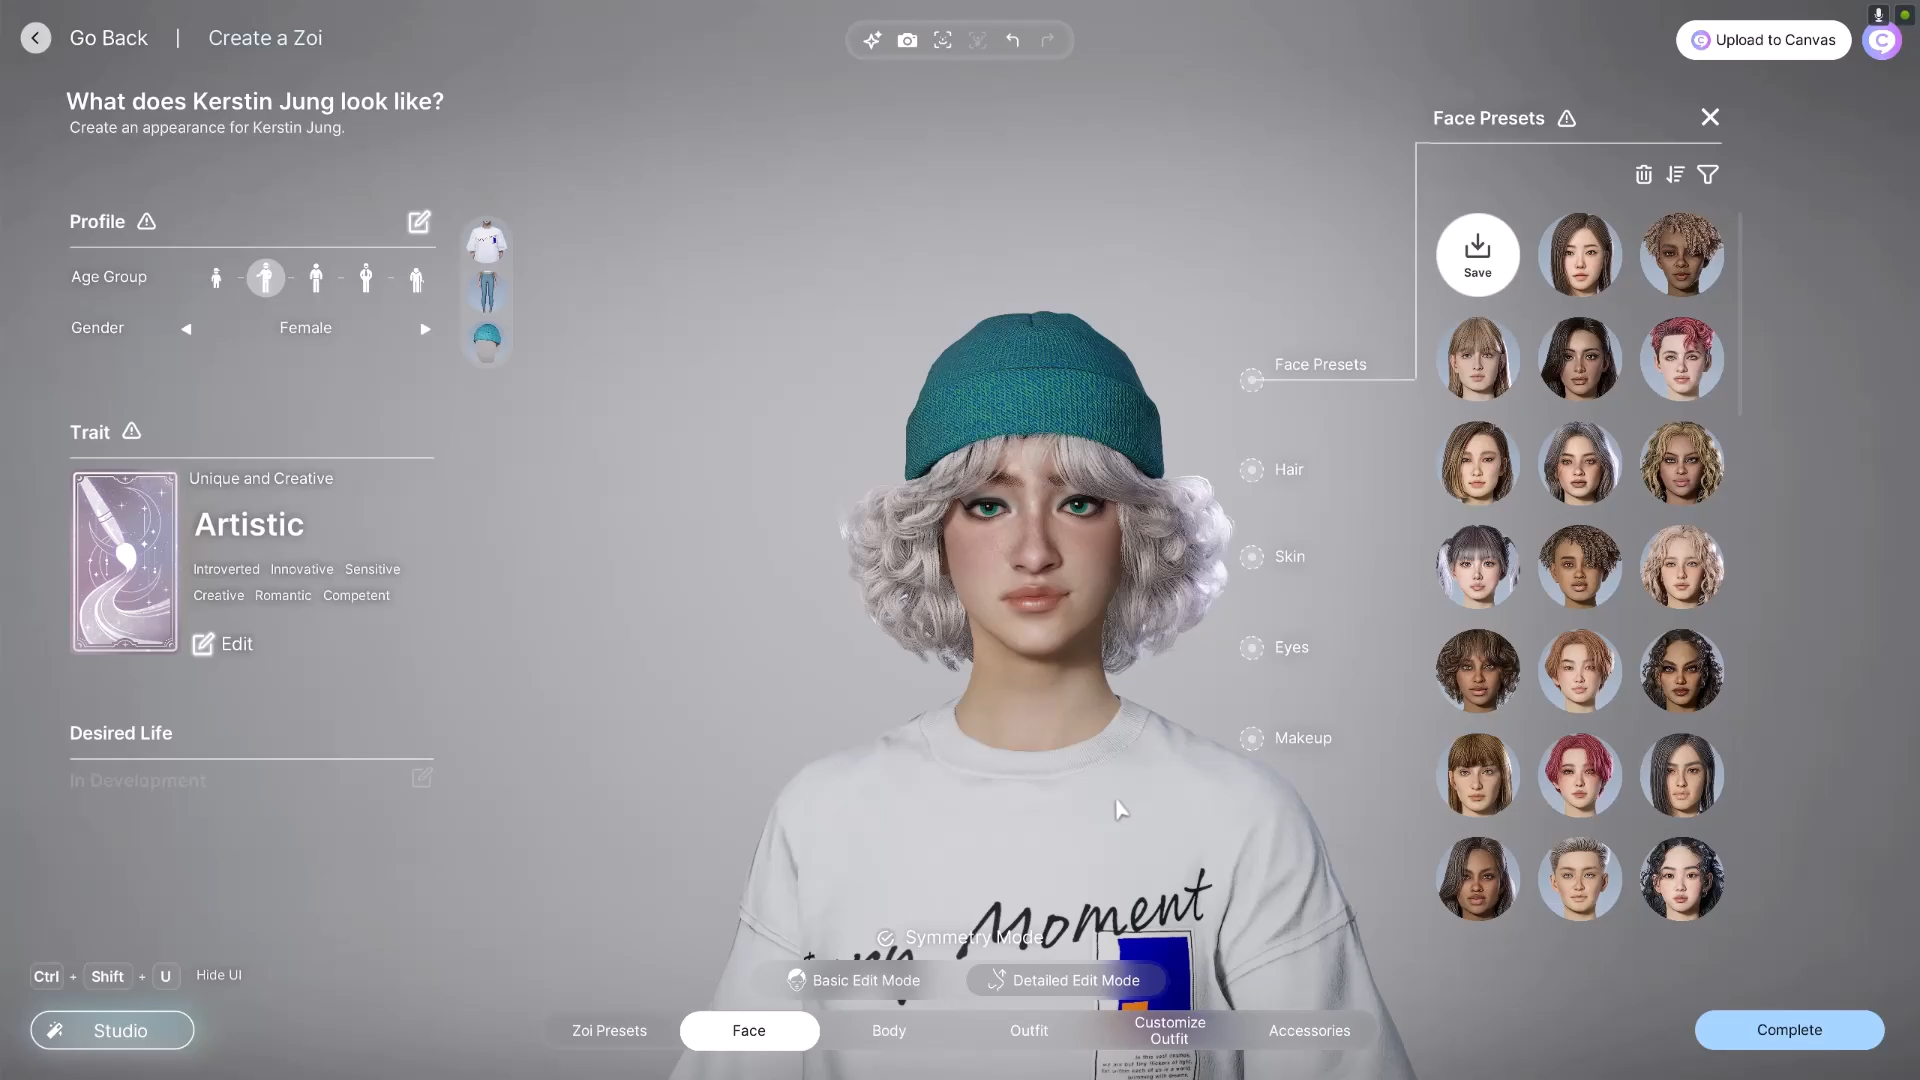 Go Back | Create a Zoi
Upload to Canvas
What does Kerstin Jung look like?
Create an appearance for Kerstin Jung.
Face Presets
Profile
Age Group
Gender
Female
Save
Face Presets
Trait
Unique and Creative
Artistic
Introverted Innovative Sensitive
Creative Romantic Competent
Edit
Hair
Skin
Eyes
Makeup
Desired Life
In Development
Moment
Symmetry Mode
Basic Edit Mode
Detailed Edit Mode
Ctrl + Shift + U Hide UI
Studio
Zoi Presets
Face
Body
Outfit
Customize
Outfit
Accessories
Complete